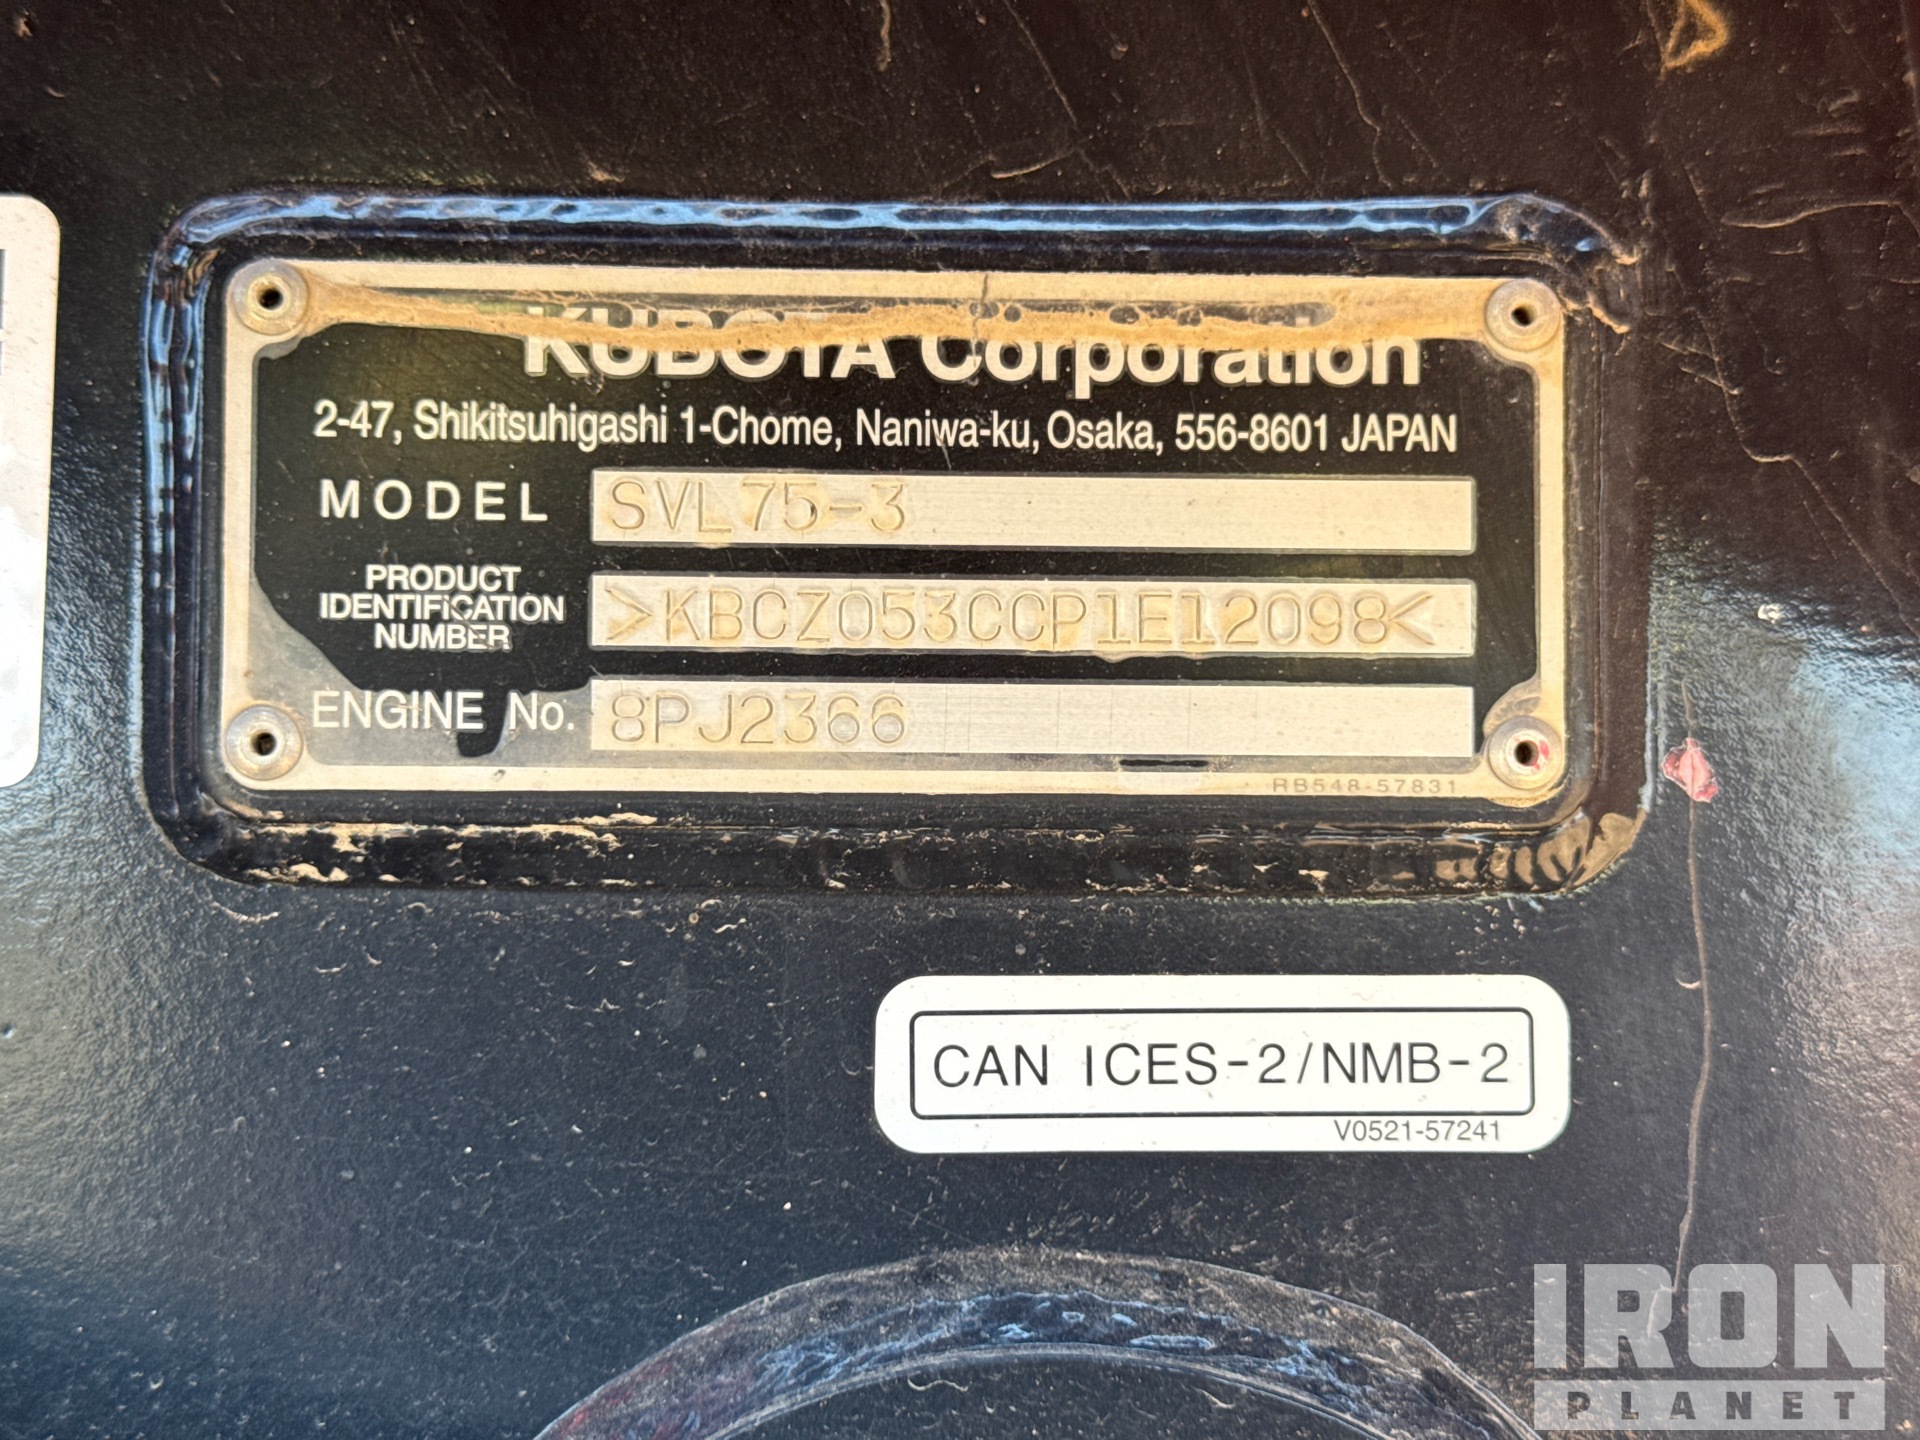 KUBOTA Corporation
2-47, Shikitsuhigashi 1-Chome, Naniwa-ku, Osaka, 556-8601 JAPAN
MODEL SVL75-3
PRODUCT
IDENTIFICATION
NUMBER
>KBCZ053CCP1E12098<
ENGINE No. 8PJ2366
RB548-57831
CAN ICES-2/NMB-2
V0521-57241
IRON
PLANET